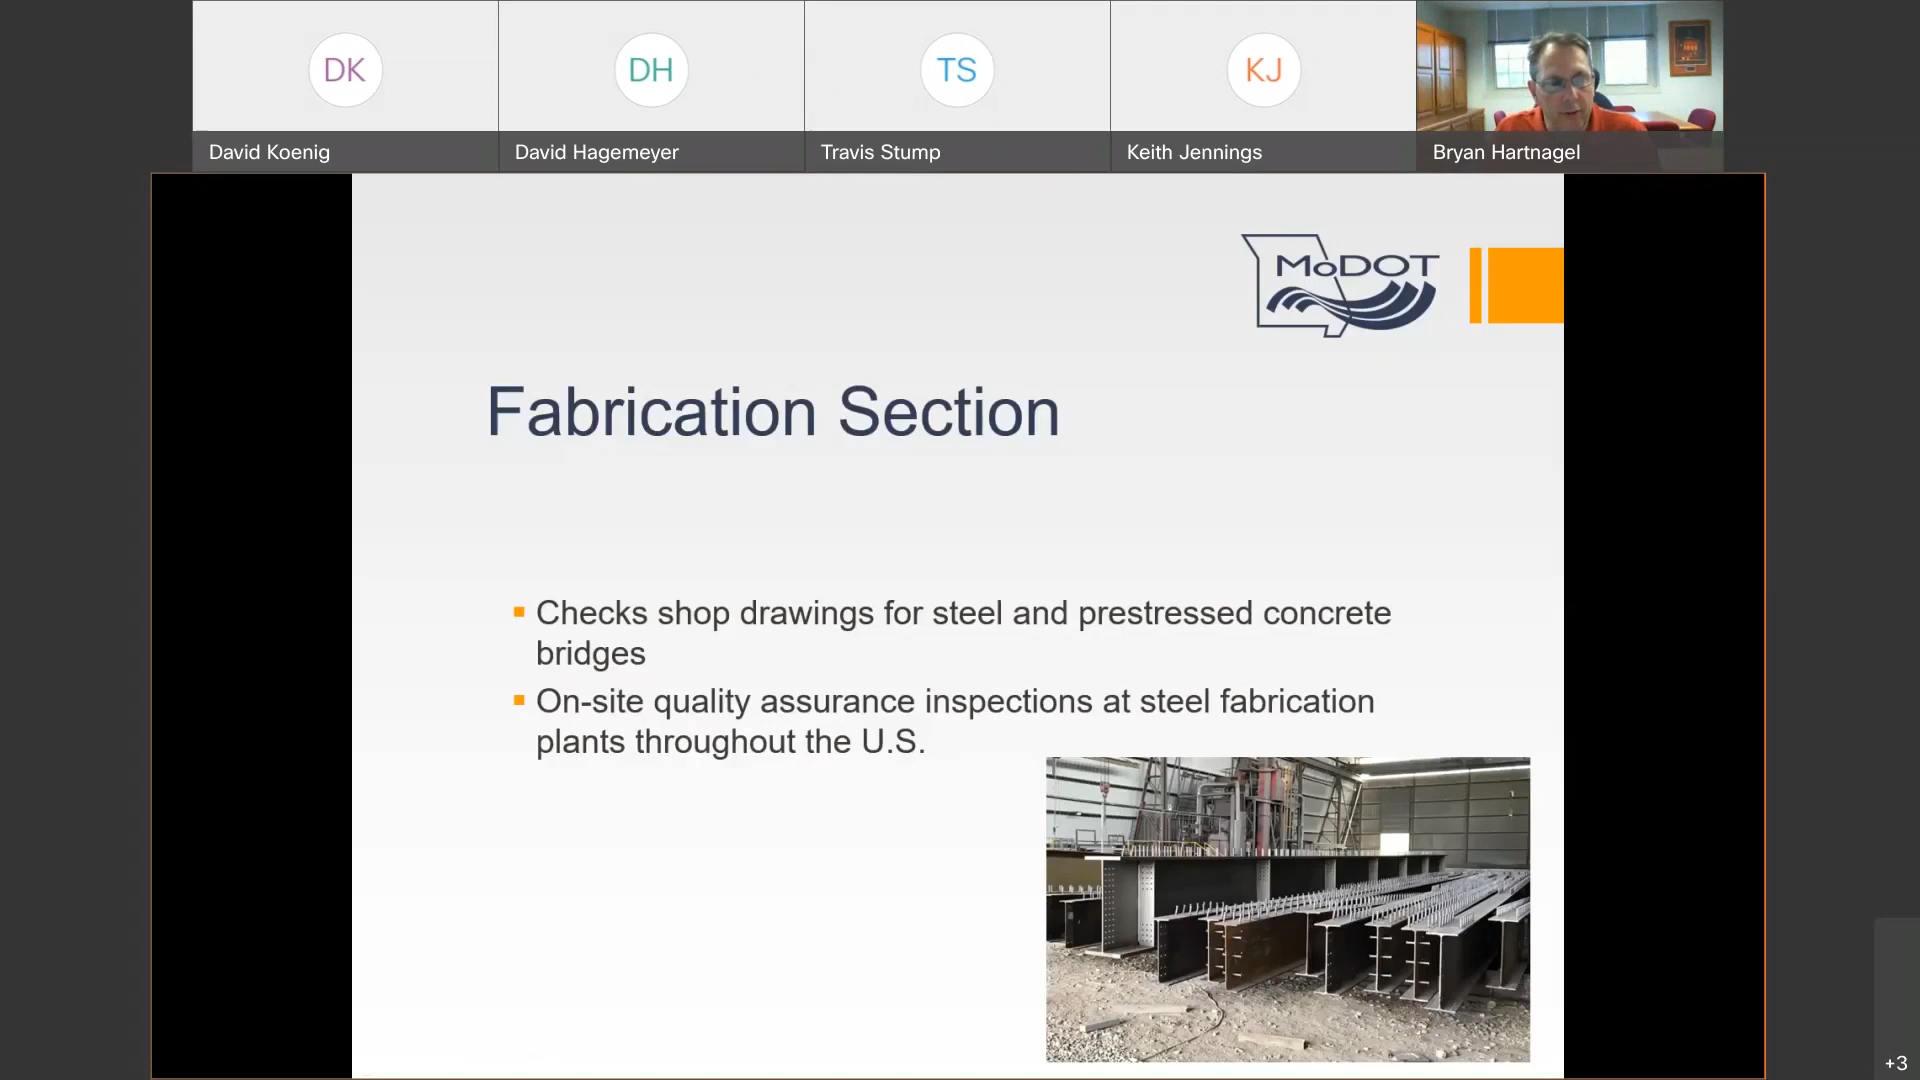 DK
DH
TS
KJ
David Koenig
David Hagemeyer
Travis Stump
Keith Jennings
Bryan Hartnagel
MoDOT
Fabrication Section
Checks shop drawings for steel and prestressed concrete
bridges
On-site quality assurance inspections at steel fabrication
plants throughout the U.S.
+3